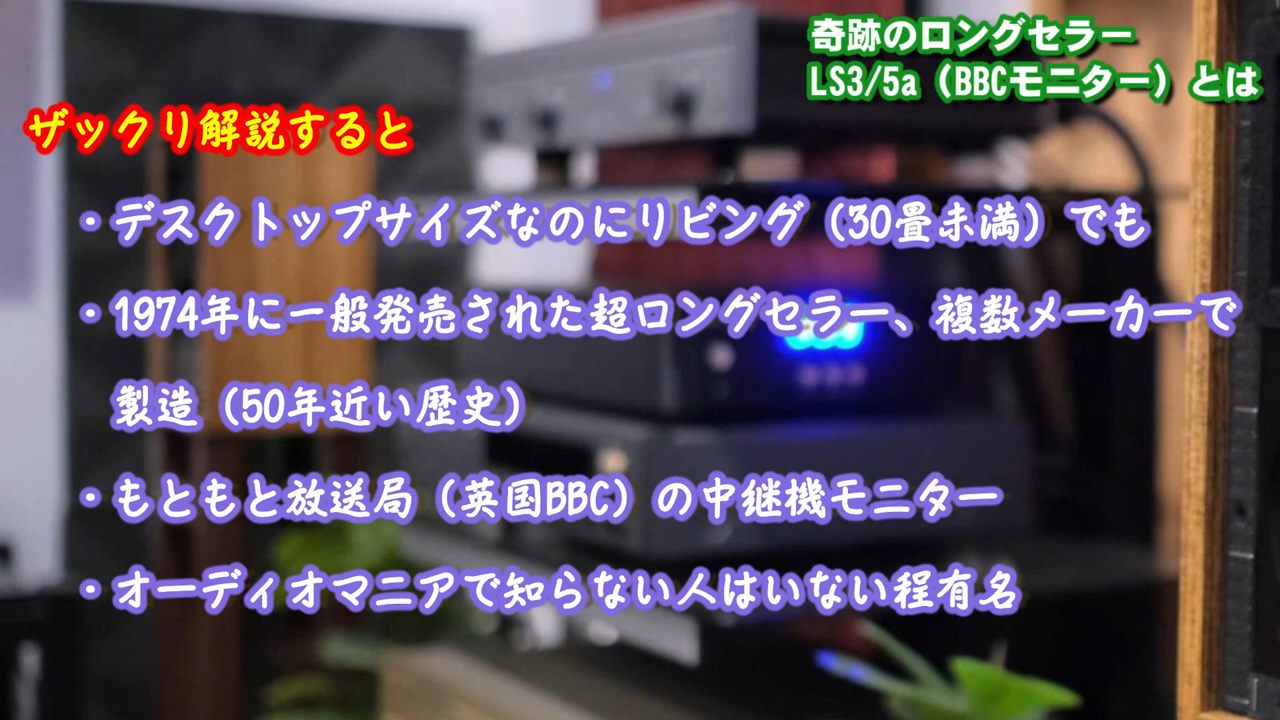 奇跡のロングセラー
LS3/5a（BBCモニター）とは
ザックリ解説すると
・デスクトップサイズなのにリビング（30畳未満）でも
・1974年に一般発売された超ロングセラー、複数メーカーで
製造（50年近い歴史）
・もともと放送局（英国BBC）の中継機モニター
・オーディオマニアで知らない人はいない程有名